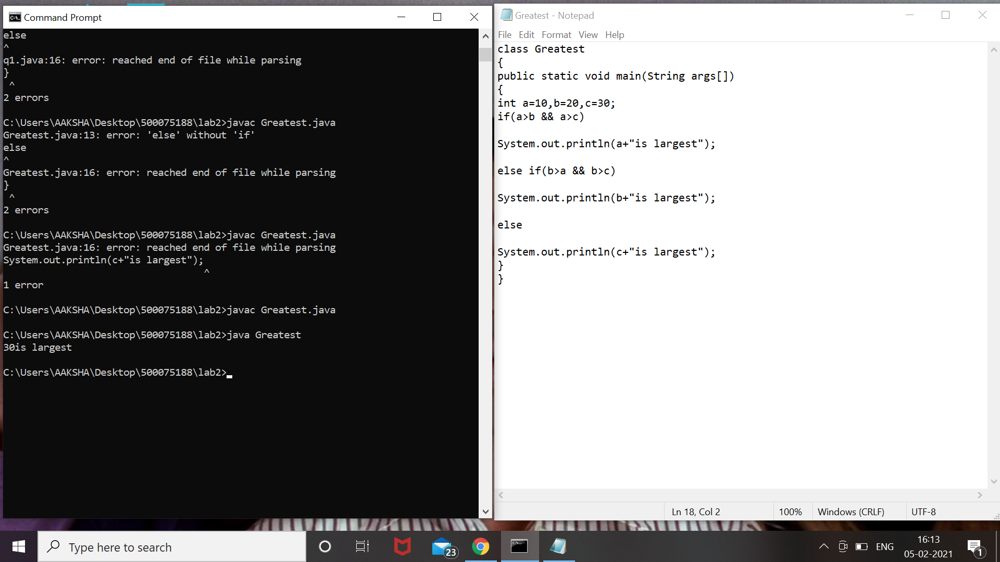 Command Prompt
else
^
q1.java:16: error: reached end of file while parsing
}
 ^
2 errors
C:\Users\AAKSHA\Desktop\500075188\lab2>javac Greatest.java
Greatest.java:13: error: 'else' without 'if'
else
^
Greatest.java:16: error: reached end of file while parsing
}
 ^
2 errors
C:\Users\AAKSHA\Desktop\500075188\lab2>javac Greatest.java
Greatest.java:16: error: reached end of file while parsing
System.out.println(c+"is largest");
                                   ^
1 error
C:\Users\AAKSHA\Desktop\500075188\lab2>javac Greatest.java
C:\Users\AAKSHA\Desktop\500075188\lab2>java Greatest
30is largest
C:\Users\AAKSHA\Desktop\500075188\lab2>
Greatest - Notepad
File Edit Format View Help
class Greatest
{
public static void main(String args[])
{
int a=10,b=20,c=30;
if(a>b && a>c)
System.out.println(a+"is largest");
else if(b>a && b>c)
System.out.println(b+"is largest");
else
System.out.println(c+"is largest");
}
}
Ln 18, Col 2 100% Windows (CRLF) UTF-8
Type here to search
23
ENG
16:13
05-02-2021
1